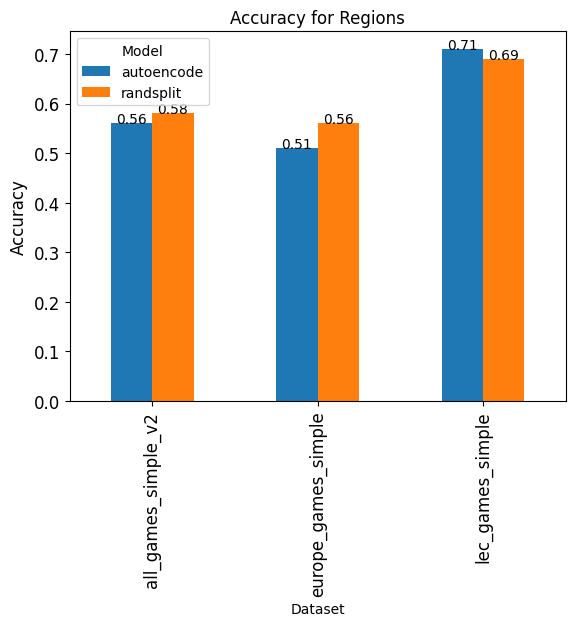 Accuracy for Regions
Model
autoencode
randsplit
0.56
0.58
0.51
0.56
0.71
0.69
Accuracy
0.7
0.6
0.5
0.4
0.3
0.2
0.1
0.0
all_games_simple_v2
europe_games_simple
lec_games_simple
Dataset